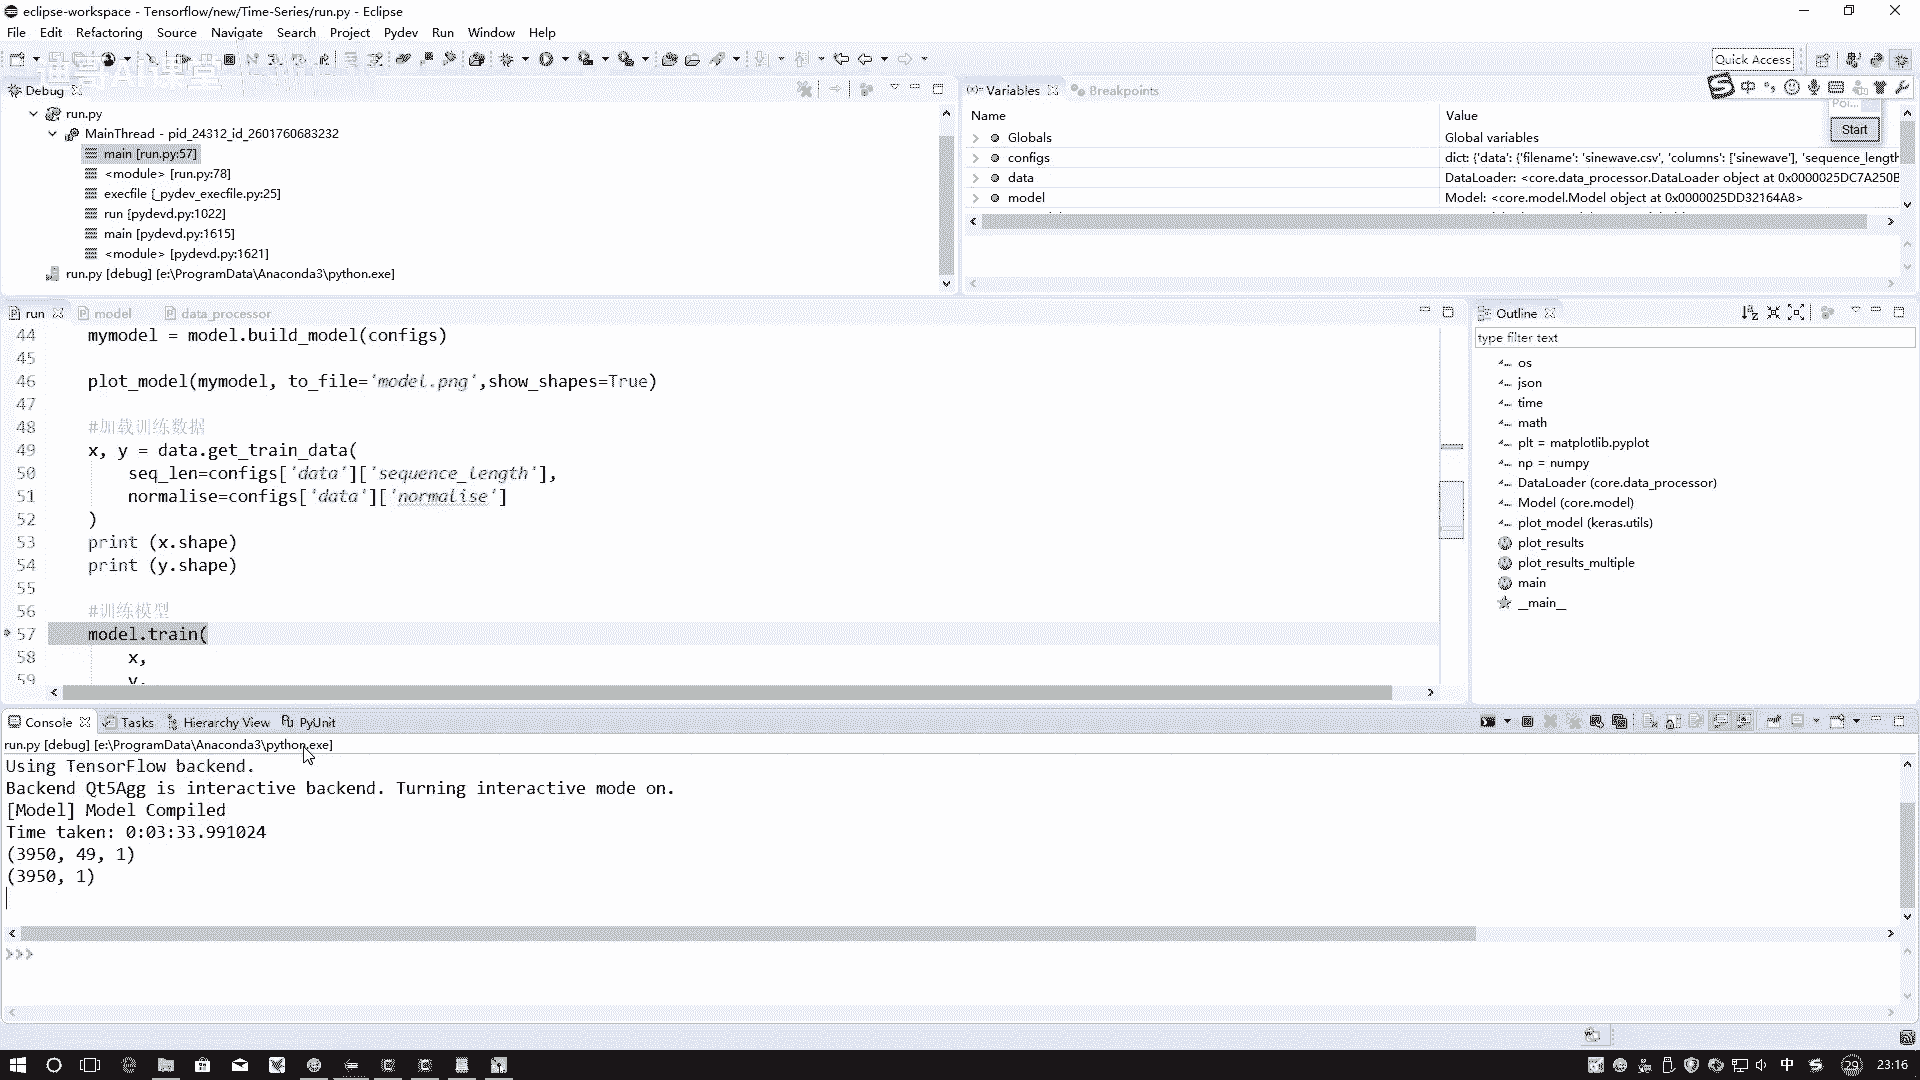 eclipse-workspace - Tensorflow/new/Time-Series/run.py - Eclipse
File Edit Refactoring Source Navigate Search Project Pydev Run Window Help
Quick Access
Debug
Variables Breakpoints
中
run.py
MainThread - pid_24312_id_2601760683232
main [run.py:57]
<module> [run.py:78]
execfile [_pydev_execfile.py:25]
run [pydevd.py:1022]
main [pydevd.py:1615]
<module> [pydevd.py:1621]
run.py [debug] [e:\ProgramData\Anaconda3\python.exe]
Name Value
Poi...
Start
Globals Global variables
configs dict: {'data': {'filename': 'sinewave.csv', 'columns': ['sinewave'], 'sequence_length
data DataLoader: <core.data_processor.DataLoader object at 0x0000025DC7A250B
model Model: <core.model.Model object at 0x0000025DD32164A8>
run model data_processor
44 mymodel = model.build_model(configs)
45
46 plot_model(mymodel, to_file='model.png',show_shapes=True)
47
48 #加载训练数据
49 x, y = data.get_train_data(
50 seq_len=configs['data']['sequence_length'],
51 normalise=configs['data']['normalise']
52 )
53 print (x.shape)
54 print (y.shape)
55
56 #训练模型
57 model.train(
58 x,
59 y,
Outline
type filter text
os
json
time
math
plt = matplotlib.pyplot
np = numpy
DataLoader (core.data_processor)
Model (core.model)
plot_model (keras.utils)
plot_results
plot_results_multiple
main
__main__
Console Tasks Hierarchy View PyUnit
run.py [debug] [e:\ProgramData\Anaconda3\python.exe]
Using TensorFlow backend.
Backend Qt5Agg is interactive backend. Turning interactive mode on.
[Model] Model Compiled
Time taken: 0:03:33.991024
(3950, 49, 1)
(3950, 1)
>>>
中 29 23:16